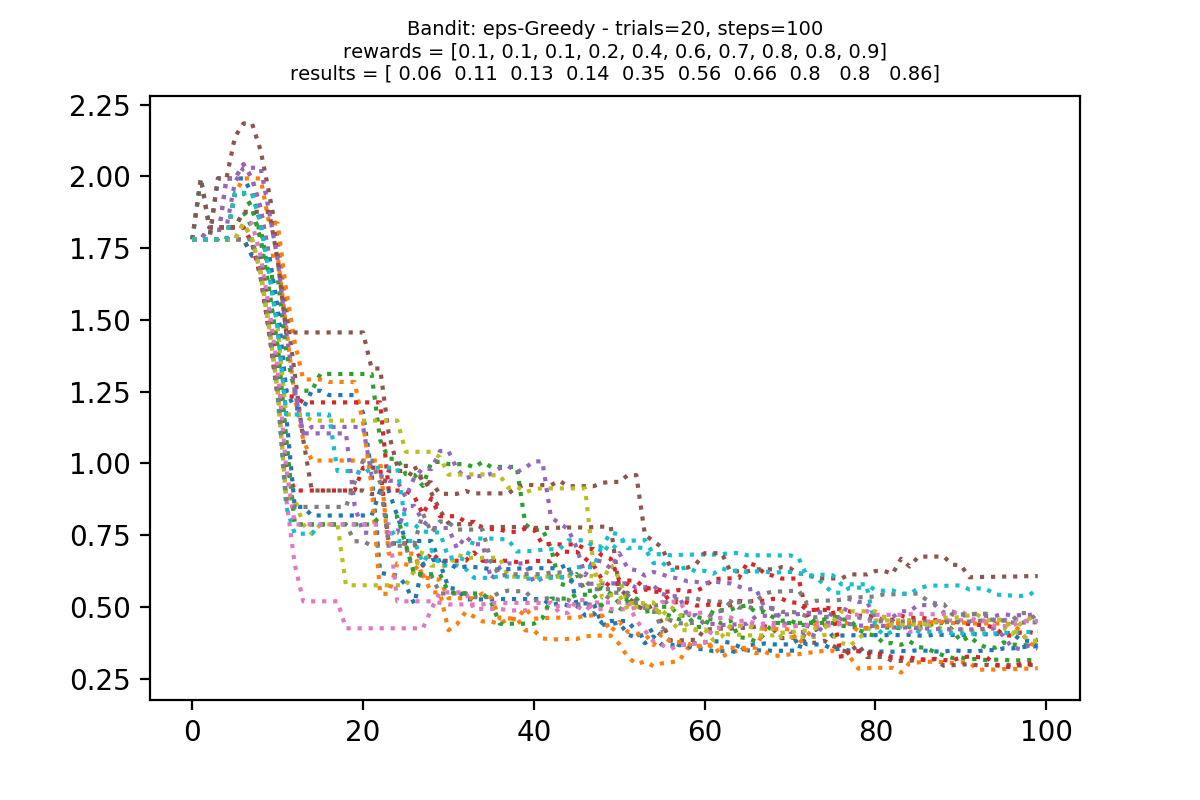 Bandit: eps-Greedy - trials=20, steps=100
rewards = [0.1, 0.1, 0.1, 0.2, 0.4, 0.6, 0.7, 0.8, 0.8, 0.9]
results = [ 0.06  0.11  0.13  0.14  0.35  0.56  0.66  0.8   0.8   0.86]
2.25
2.00
1.75
1.50
1.25
1.00
0.75
0.50
0.25
0 20 40 60 80 100